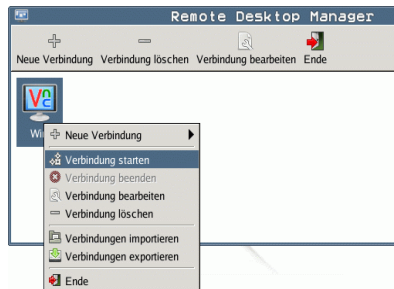 Remote Desktop Manager
Neue Verbindung Verbindung löschen Verbindung bearbeiten Ende
Neue Verbindung
Verbindung starten
Verbindung beenden
Verbindung bearbeiten
Verbindung löschen
Verbindungen importieren
Verbindungen exportieren
Ende